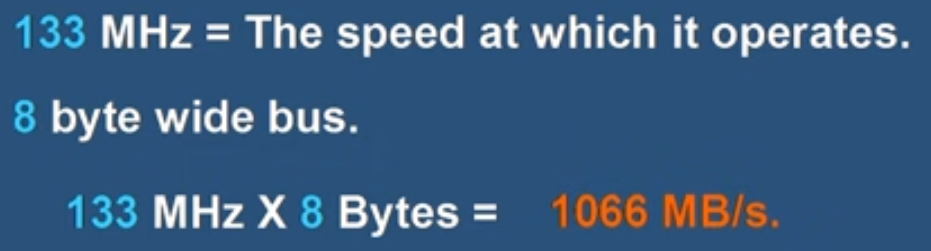 133 MHz = The speed at which it operates.
8 byte wide bus.
133 MHz X 8 Bytes = 1066 MB/s.